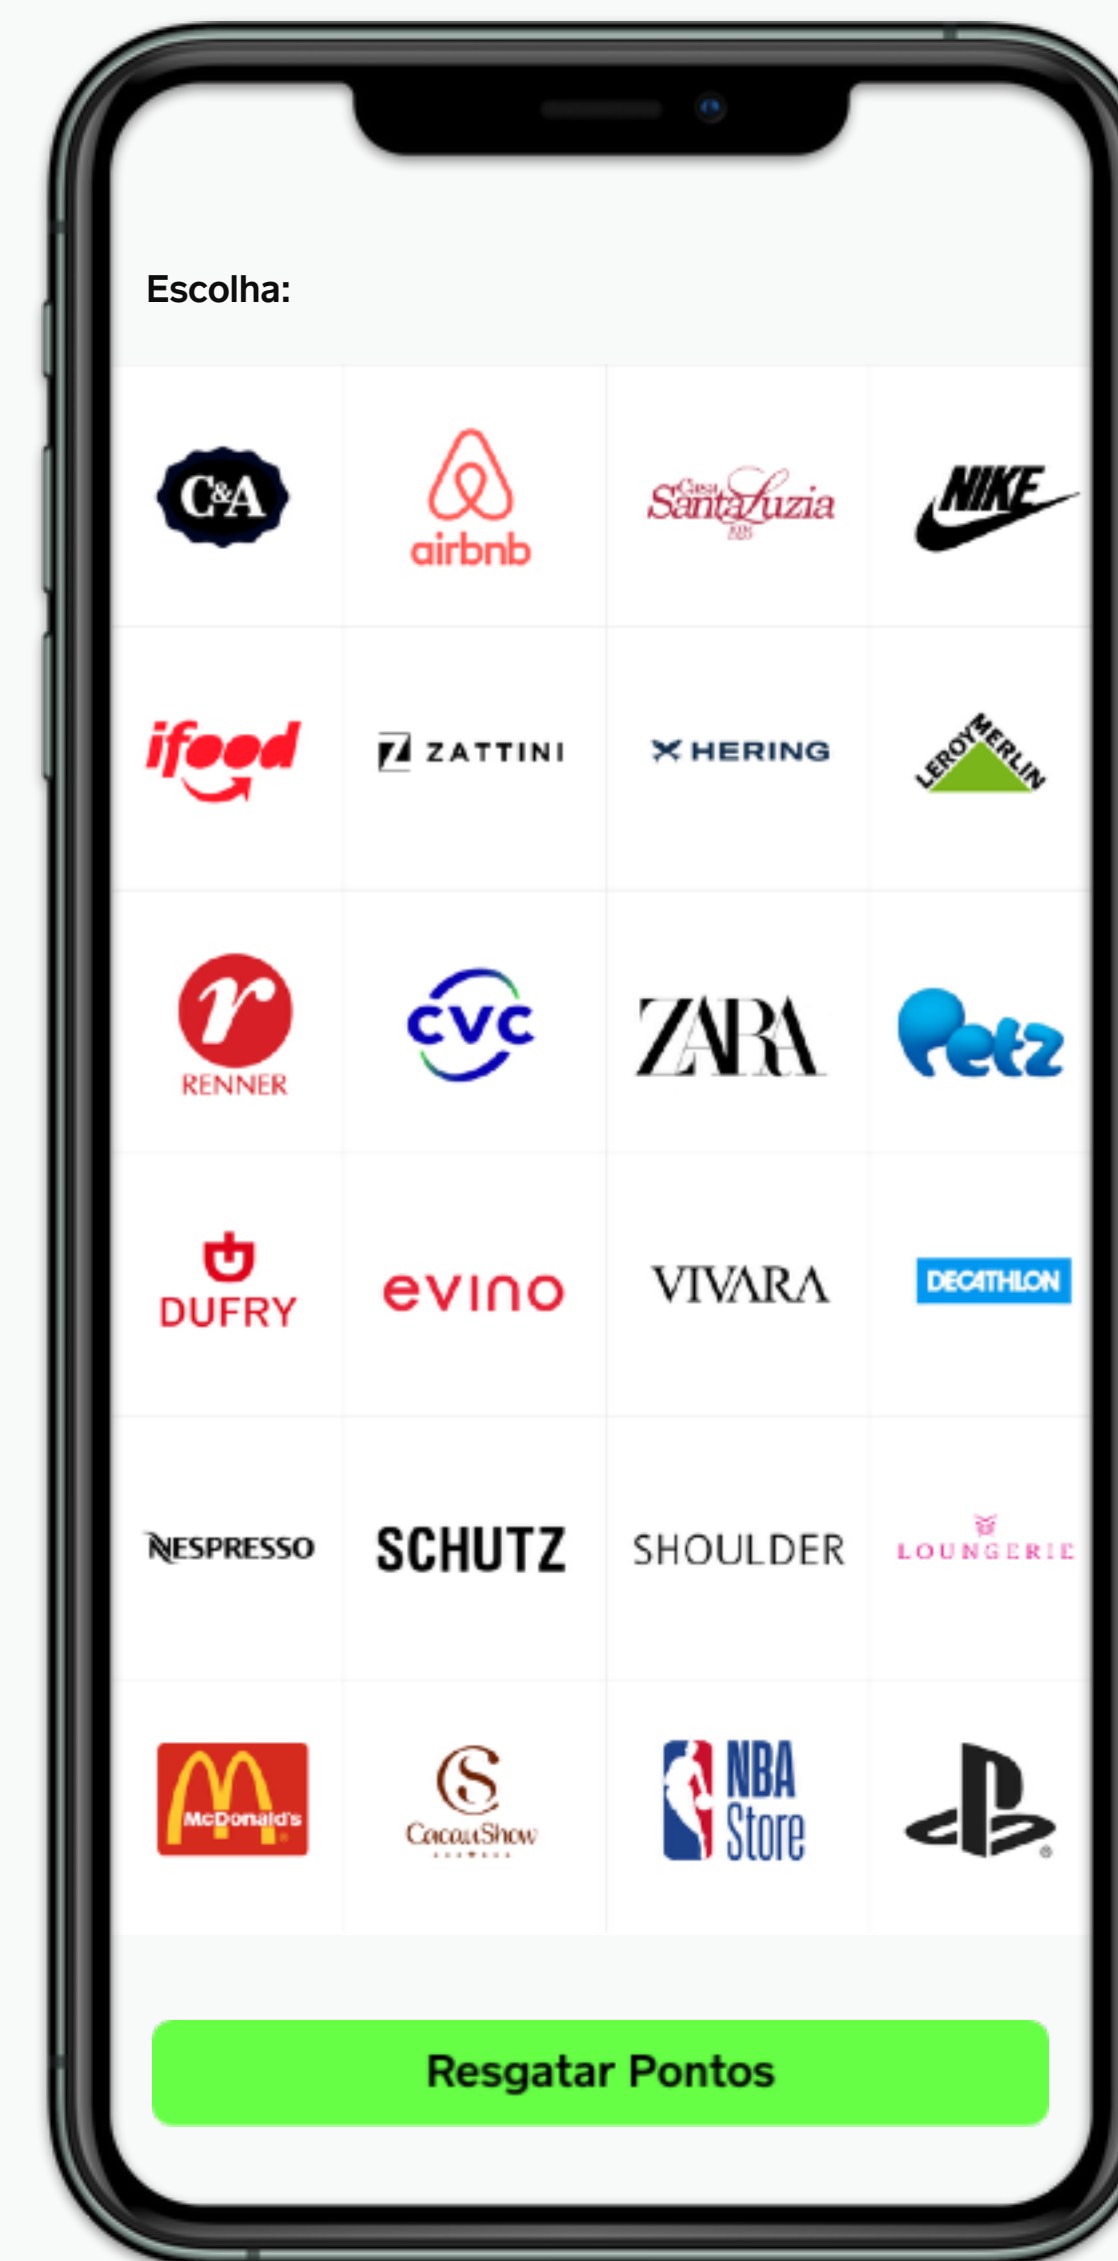 Escolha:
C&A
airbnb
Casa
Santa Luzia
1926
NIKE
ifood
ZATTINI
HERING
LEROY MERLIN
r
RENNER
cvc
ZARA
Petz
DUFRY
evino
VIVARA
DECATHLON
NESPRESSO
SCHUTZ
SHOULDER
LOUNGERIE
McDonald's
CacauShow
NBA
Store
Resgatar Pontos